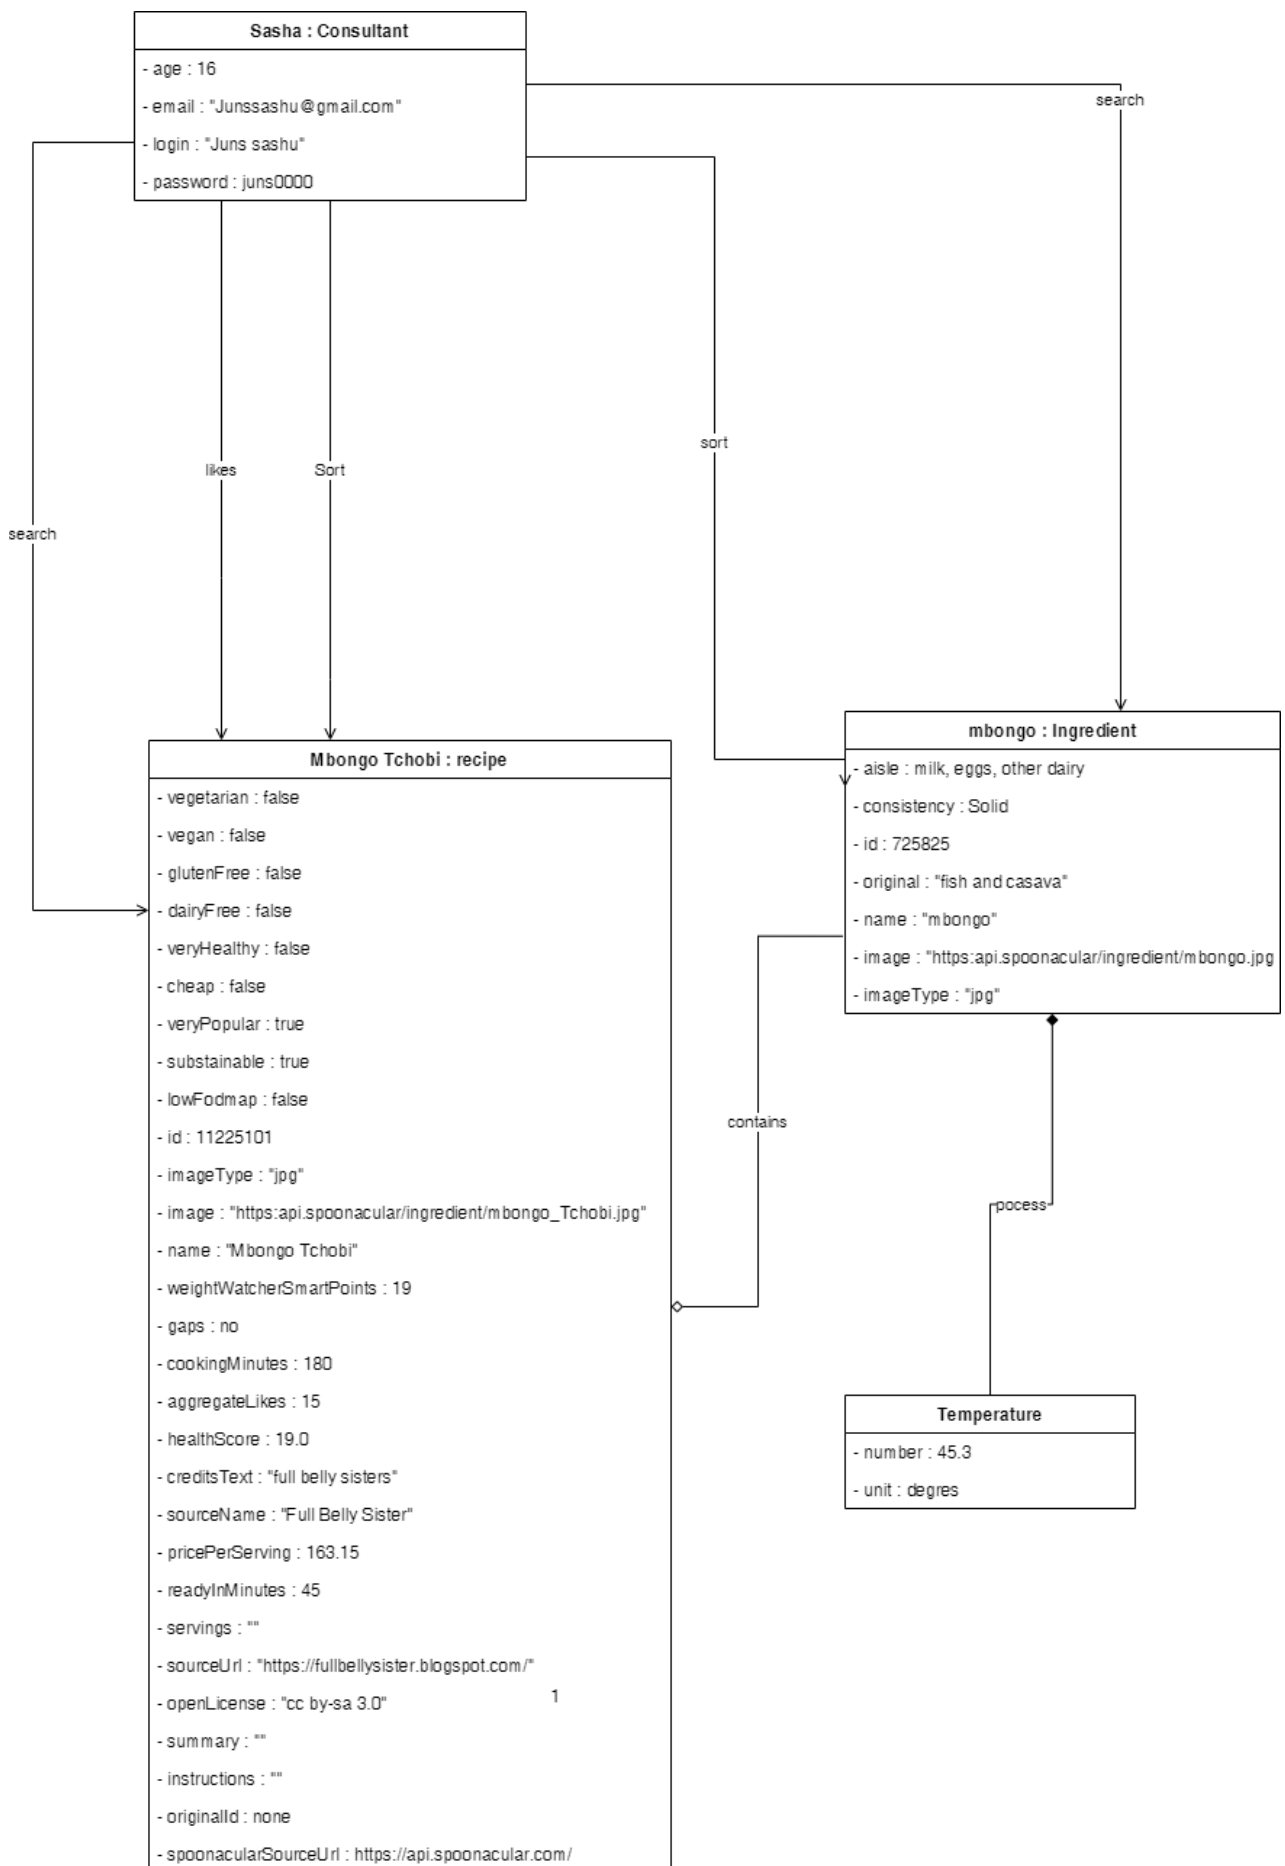 Sasha : Consultant
- age : 16
- email : "Junssashu@gmail.com"
- login : "Juns sashu"
- password : juns0000
search
sort
likes
Sort
search
mbongo : Ingredient
- aisle : milk, eggs, other dairy
- consistency : Solid
- id : 725825
- original : "fish and casava"
- name : "mbongo"
- image : "https:api.spoonacular/ingredient/mbongo.jpg
- imageType : "jpg"
Mbongo Tchobi : recipe
- vegetarian : false
- vegan : false
- glutenFree : false
- dairyFree : false
- veryHealthy : false
- cheap : false
- veryPopular : true
- substainable : true
- lowFodmap : false
- id : 11225101
- imageType : "jpg"
- image : "https:api.spoonacular/ingredient/mbongo_Tchobi.jpg"
- name : "Mbongo Tchobi"
- weightWatcherSmartPoints : 19
- gaps : no
- cookingMinutes : 180
- aggregateLikes : 15
- healthScore : 19.0
- creditsText : "full belly sisters"
- sourceName : "Full Belly Sister"
- pricePerServing : 163.15
- readyInMinutes : 45
- servings : ""
- sourceUrl : "https://fullbellysister.blogspot.com/"
- openLicense : "cc by-sa 3.0"
1
- summary : ""
- instructions : ""
- originalId : none
- spoonacularSourceUrl : https://api.spoonacular.com/
contains
pocess
Temperature
- number : 45.3
- unit : degres